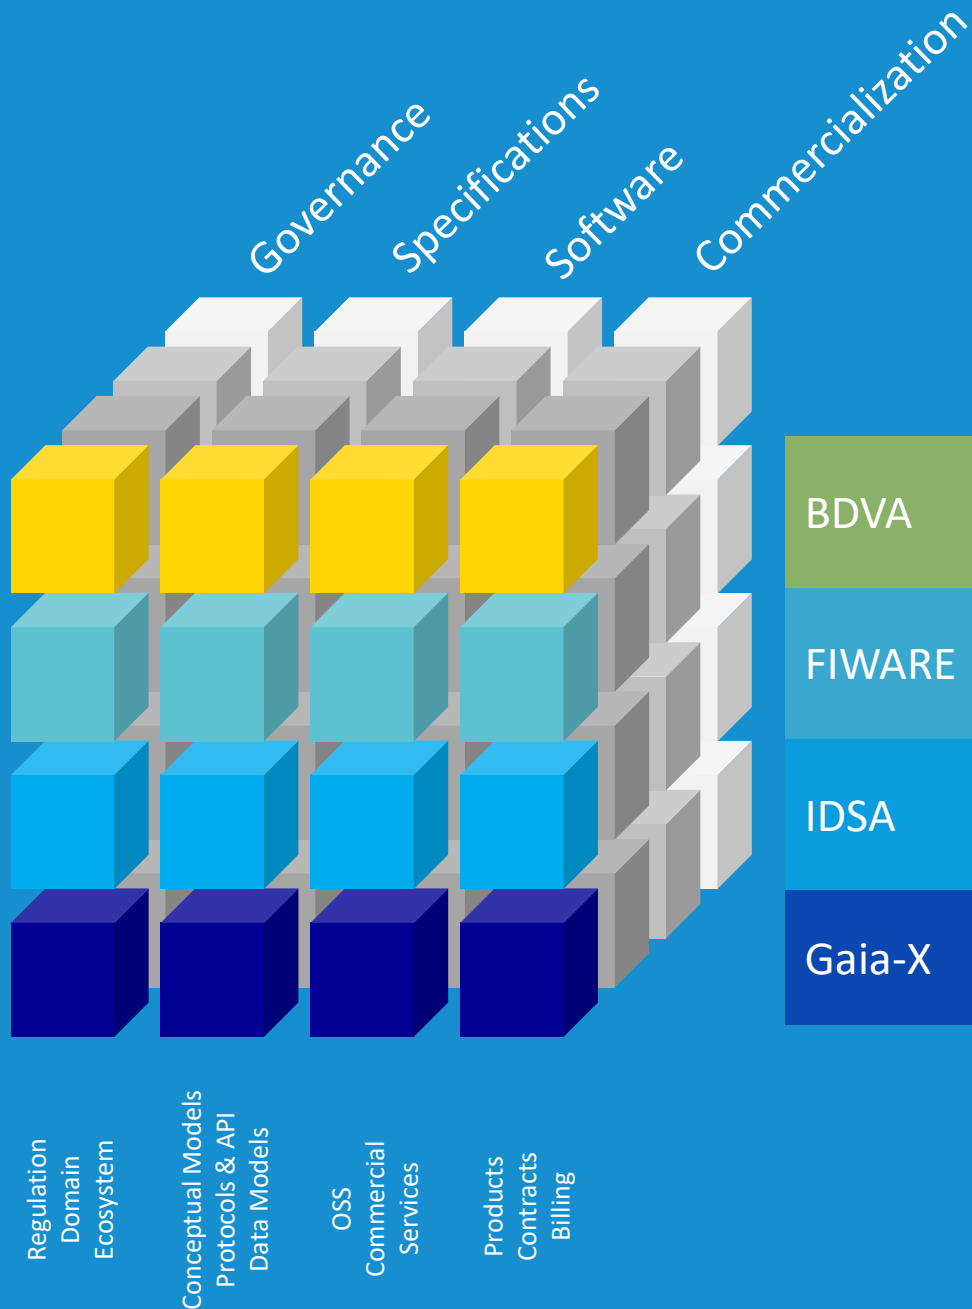 Governance
Specifications
Software
Commercialization
BDVA
FIWARE
IDSA
Gaia-X
Regulation
Domain
Ecosystem
Conceptual Models
Protocols & API
Data Models
OSS
Commercial
Services
Products
Contracts
Billing